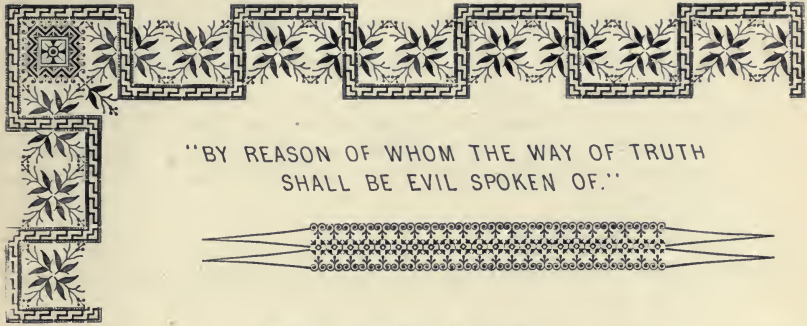 "BY REASON OF WHOM THE WAY OF TRUTH
SHALL BE EVIL SPOKEN OF."